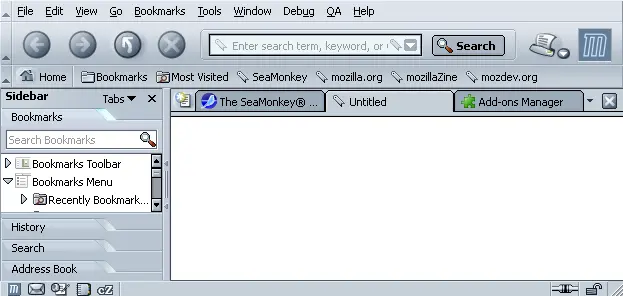 File Edit View Go Bookmarks Tools Window Debug QA Help
Enter search term, keyword, or Search
Home Bookmarks Most Visited SeaMonkey mozilla.org mozillaZine mozdev.org
Sidebar Tabs
The SeaMonkey® ... Untitled Add-ons Manager
Bookmarks
Search Bookmarks
Bookmarks Toolbar
Bookmarks Menu
Recently Bookmark...
History
Search
Address Book
cZ